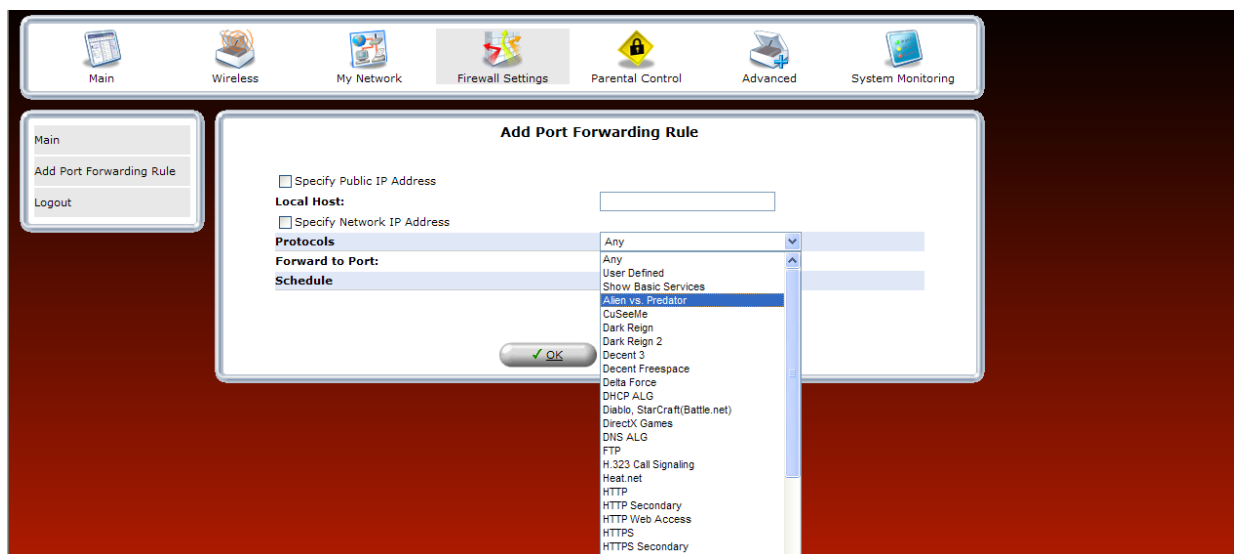 Main
Wireless
My Network
Firewall Settings
Parental Control
Advanced
System Monitoring
Main
Add Port Forwarding Rule
Logout
Add Port Forwarding Rule
Specify Public IP Address
Local Host:
Specify Network IP Address
Protocols
Any
Forward to Port:
Schedule
Any
User Defined
Show Basic Services
Alien vs. Predator
CuSeeMe
Dark Reign
Dark Reign 2
Decent 3
Decent Freespace
Delta Force
DHCP ALG
Diablo, StarCraft(Battle.net)
DirectX Games
DNS ALG
FTP
H.323 Call Signaling
Heat.net
HTTP
HTTP Secondary
HTTP Web Access
HTTPS
HTTPS Secondary
OK